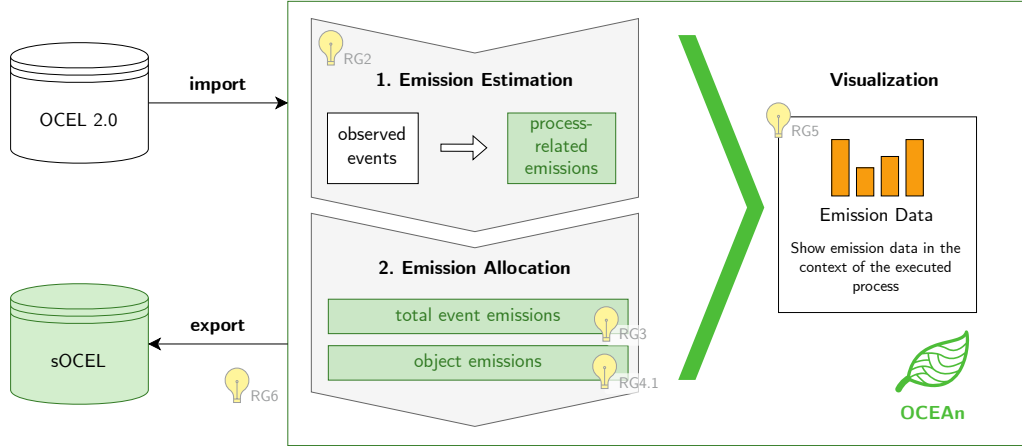 OCEL 2.0
import
RG2
1. Emission Estimation
observed
events
process-
related
emissions
2. Emission Allocation
total event emissions
RG3
object emissions
RG4.1
sOCEL
export
RG6
Visualization
RG5
Emission Data
Show emission data in the
context of the executed
process
OCEAn